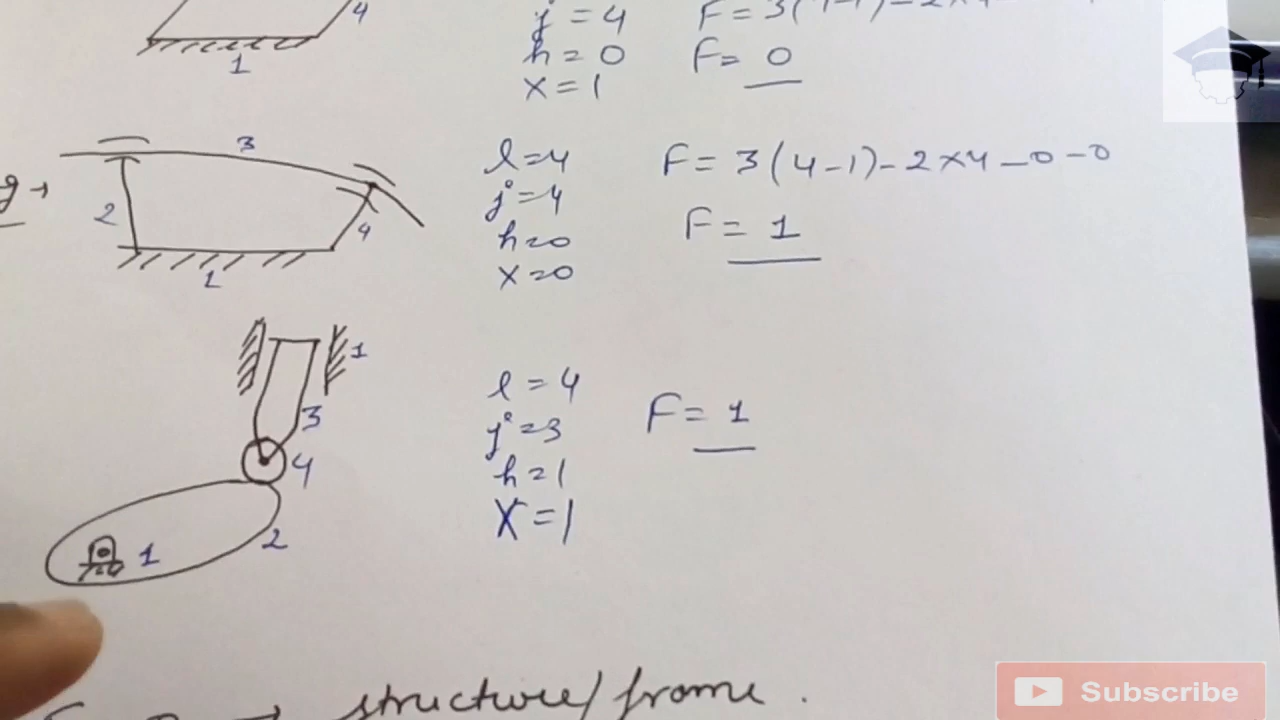 4
1
j = 4
h = 0
x = 1
F = 0
3
2
4
1
l = 4
j = 4
h = 0
x = 0
F = 3(4-1) - 2×4 - 0 - 0
F = 1
1
3
4
2
1
l = 4
j = 3
h = 1
X = 1
F = 1
→ structure/frame.
Subscribe